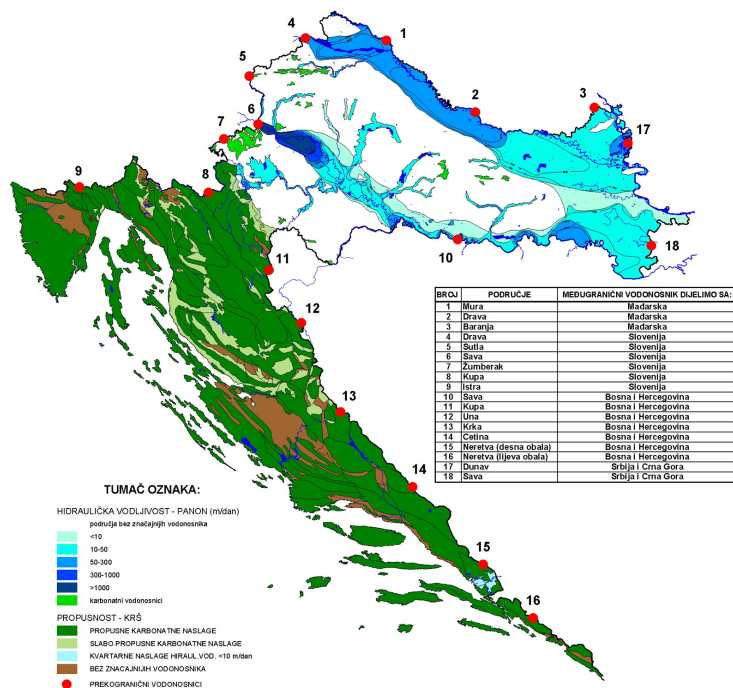 4
1
5
2
3
6
7
17
9
8
18
10
11
12
13
14
15
16
BROJ PODRUČJE MEĐUGRANIČNI VODONOSNIK DIJELIMO SA:
1 Mura Mađarska
2 Drava Mađarska
3 Baranja Mađarska
4 Drava Slovenija
5 Sutla Slovenija
6 Sava Slovenija
7 Žumberak Slovenija
8 Kupa Slovenija
9 Istra Slovenija
10 Sava Bosna i Hercegovina
11 Kupa Bosna i Hercegovina
12 Una Bosna i Hercegovina
13 Krka Bosna i Hercegovina
14 Cetina Bosna i Hercegovina
15 Neretva (desna obala) Bosna i Hercegovina
16 Neretva (lijeva obala) Bosna i Hercegovina
17 Dunav Srbija i Crna Gora
18 Sava Srbija i Crna Gora
TUMAČ OZNAKA:
HIDRAULIČKA VODLJIVOST - PANON (m/dan)
područja bez značajnijih vodonosnika
<10
10-50
50-300
300-1000
>1000
karbonatni vodonosnici
PROPUSNOST - KRŠ
PROPUSNE KARBONATNE NASLAGE
SLABO PROPUSNE KARBONATNE NASLAGE
KVARTARNE NASLAGE HIRAUL.VOD. <10 m/dan
BEZ ZNACAJNIJIH VODONOSNIKA
PREKOGRANIČNI VODONOSNICI